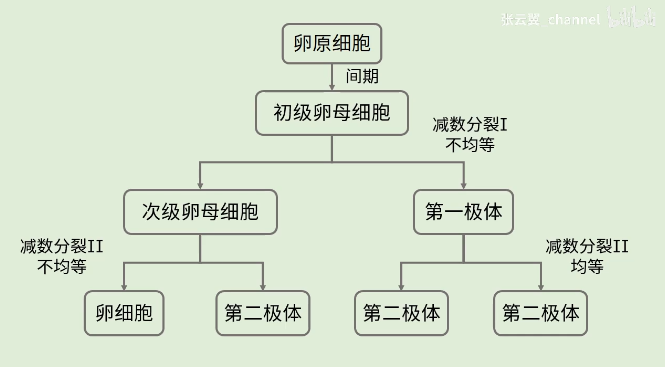 张云翌 channel bilibili
卵原细胞
间期
初级卵母细胞
减数分裂I
不均等
次级卵母细胞
第一极体
减数分裂II
不均等
减数分裂II
均等
卵细胞
第二极体
第二极体
第二极体